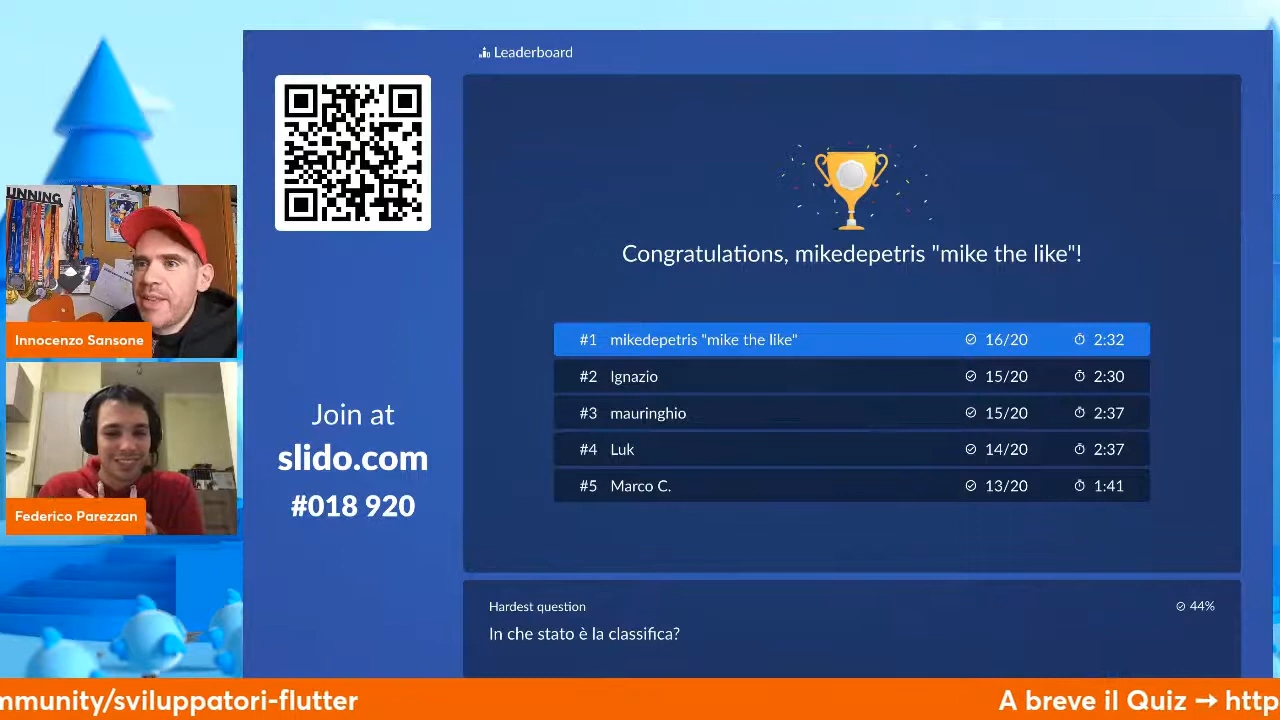 Leaderboard
Congratulations, mikedepetris "mike the like"!
#1 mikedepetris "mike the like" 16/20 2:32
#2 Ignazio 15/20 2:30
#3 mauringhio 15/20 2:37
#4 Luk 14/20 2:37
#5 Marco C. 13/20 1:41
Join at
slido.com
#018 920
UNNING
Innocenzo Sansone
Federico Parezzan
Hardest question 44%
In che stato è la classifica?
mmunity/sviluppatori-flutter
A breve il Quiz → http